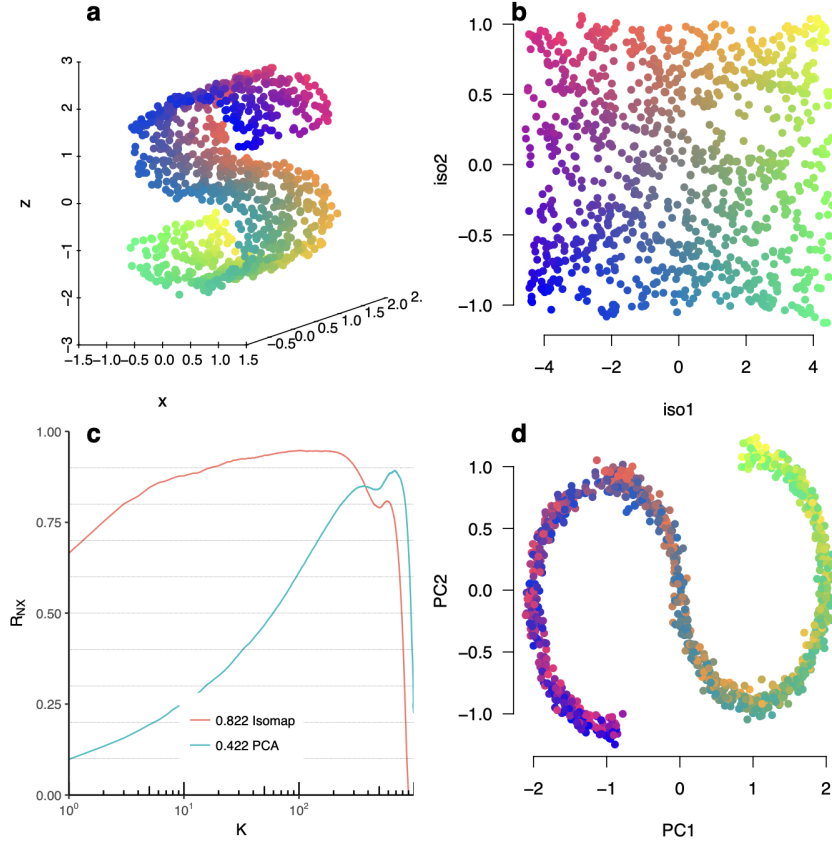 a
3
2
1
0
−1
−2
−3
z
−1.5 −1.0 −0.5 0.0 0.5 1.0 1.5
−0.5 0.0 0.5 1.0 1.5 2.0 2.
x
b
1.0
0.5
0.0
−0.5
−1.0
iso2
−4 −2 0 2 4
iso1
c
1.00
0.75
0.50
0.25
0.00
R_NX
0.822 Isomap
0.422 PCA
10^0 10^1 10^2
K
d
1.0
0.5
0.0
−0.5
−1.0
PC2
−2 −1 0 1 2
PC1